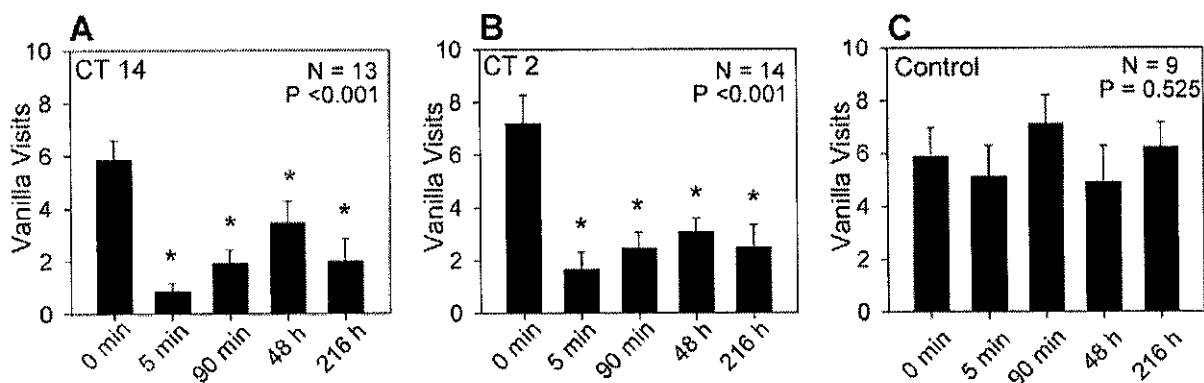 A
10
8
6
4
2
0
Vanilla Visits
CT 14
N = 13
P <0.001
*
*
*
*
0 min
5 min
90 min
48 h
216 h
B
10
8
6
4
2
0
Vanilla Visits
CT 2
N = 14
P <0.001
*
*
*
*
0 min
5 min
90 min
48 h
216 h
C
10
8
6
4
2
0
Vanilla Visits
Control
N = 9
P = 0.525
0 min
5 min
90 min
48 h
216 h